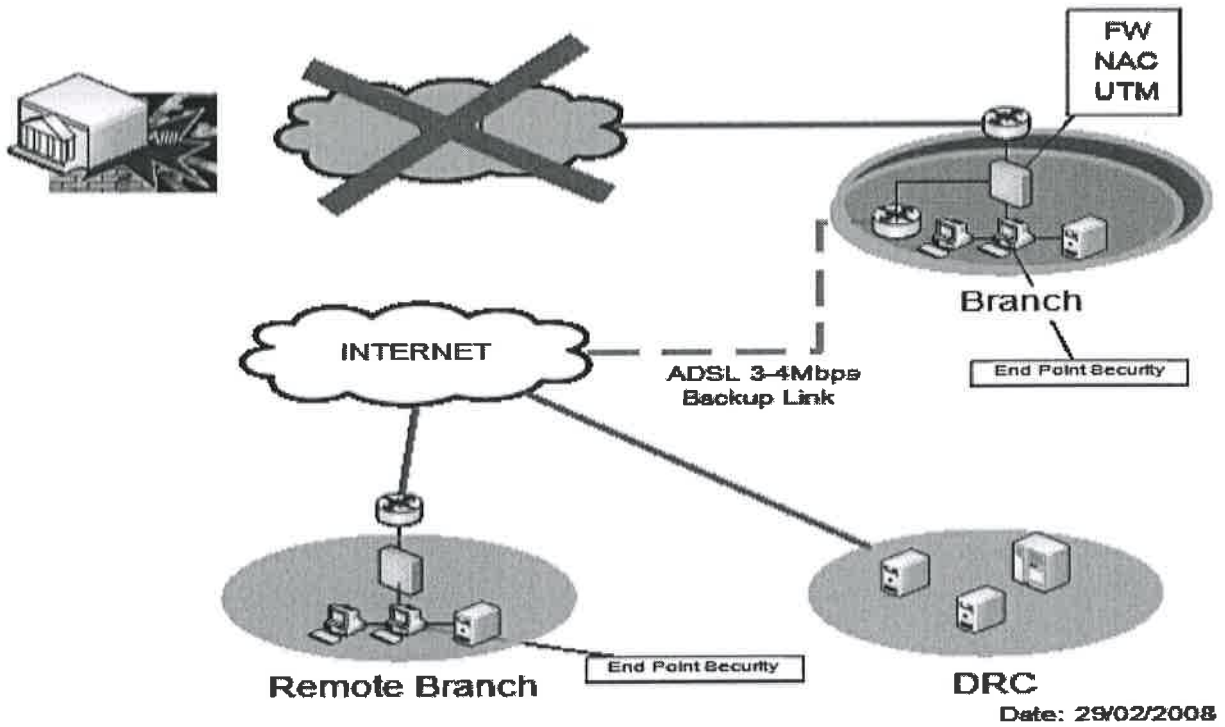 FW
NAC
UTM
Branch
End Point Security
INTERNET
ADSL 3-4Mbps
Backup Link
End Point Security
Remote Branch
DRC
Date: 29/02/2008